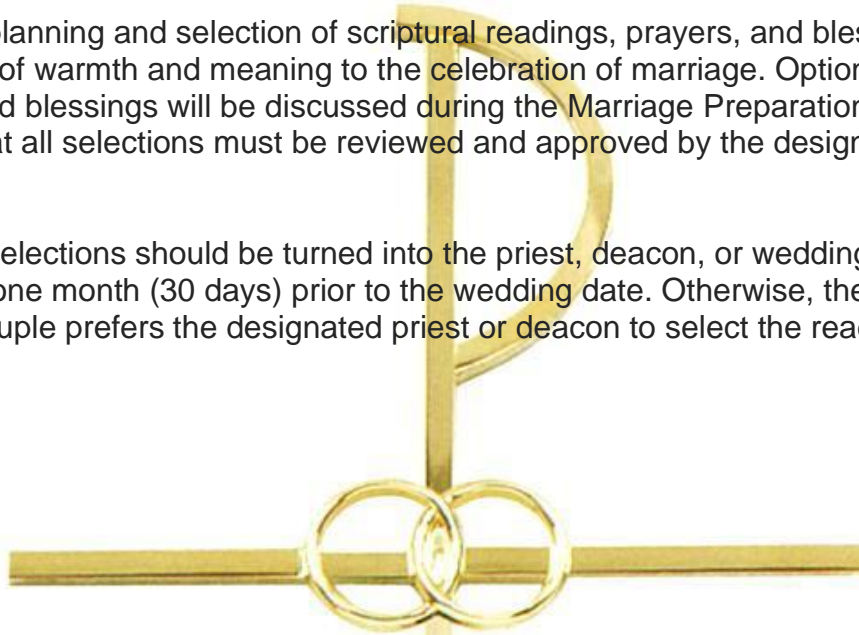 lanning and selection of scriptural readings, prayers, and bles
of warmth and meaning to the celebration of marriage. Option
d blessings will be discussed during the Marriage Preparation
at all selections must be reviewed and approved by the design
elections should be turned into the priest, deacon, or wedding
one month (30 days) prior to the wedding date. Otherwise, the
uple prefers the designated priest or deacon to select the rea